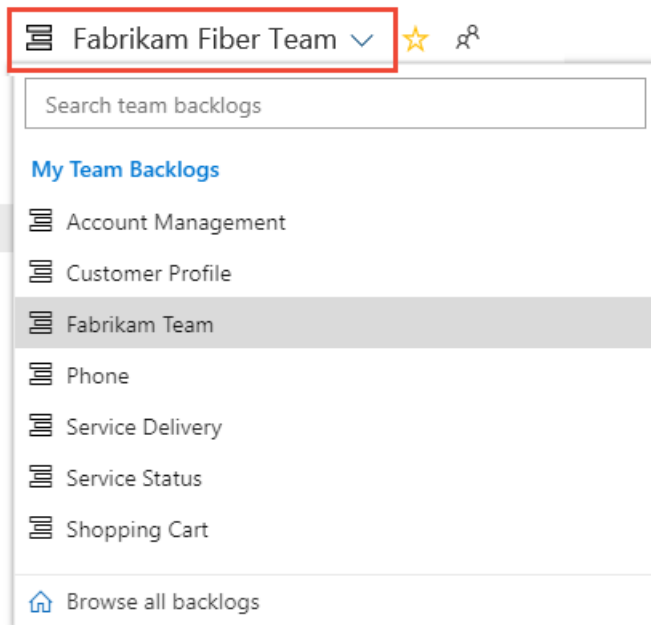 Fabrikam Fiber Team
Search team backlogs
My Team Backlogs
Account Management
Customer Profile
Fabrikam Team
Phone
Service Delivery
Service Status
Shopping Cart
Browse all backlogs